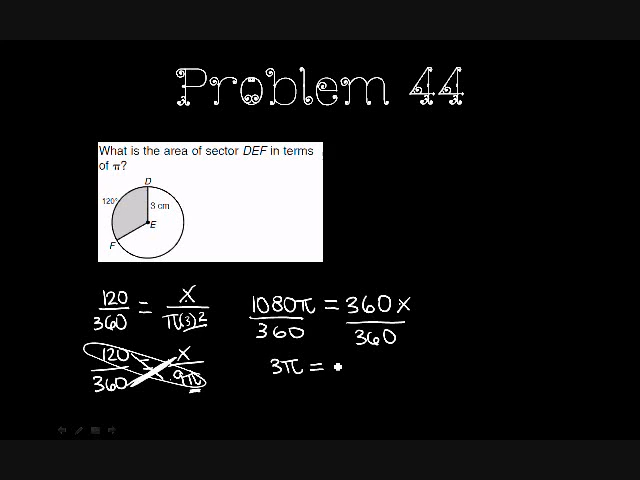 Problem 44
What is the area of sector DEF in terms
of π?
D
120°
3 cm
E
F
120/360 = x/π(3)²
120/360 = x/9π
1080π/360 = 360x/360
3π =